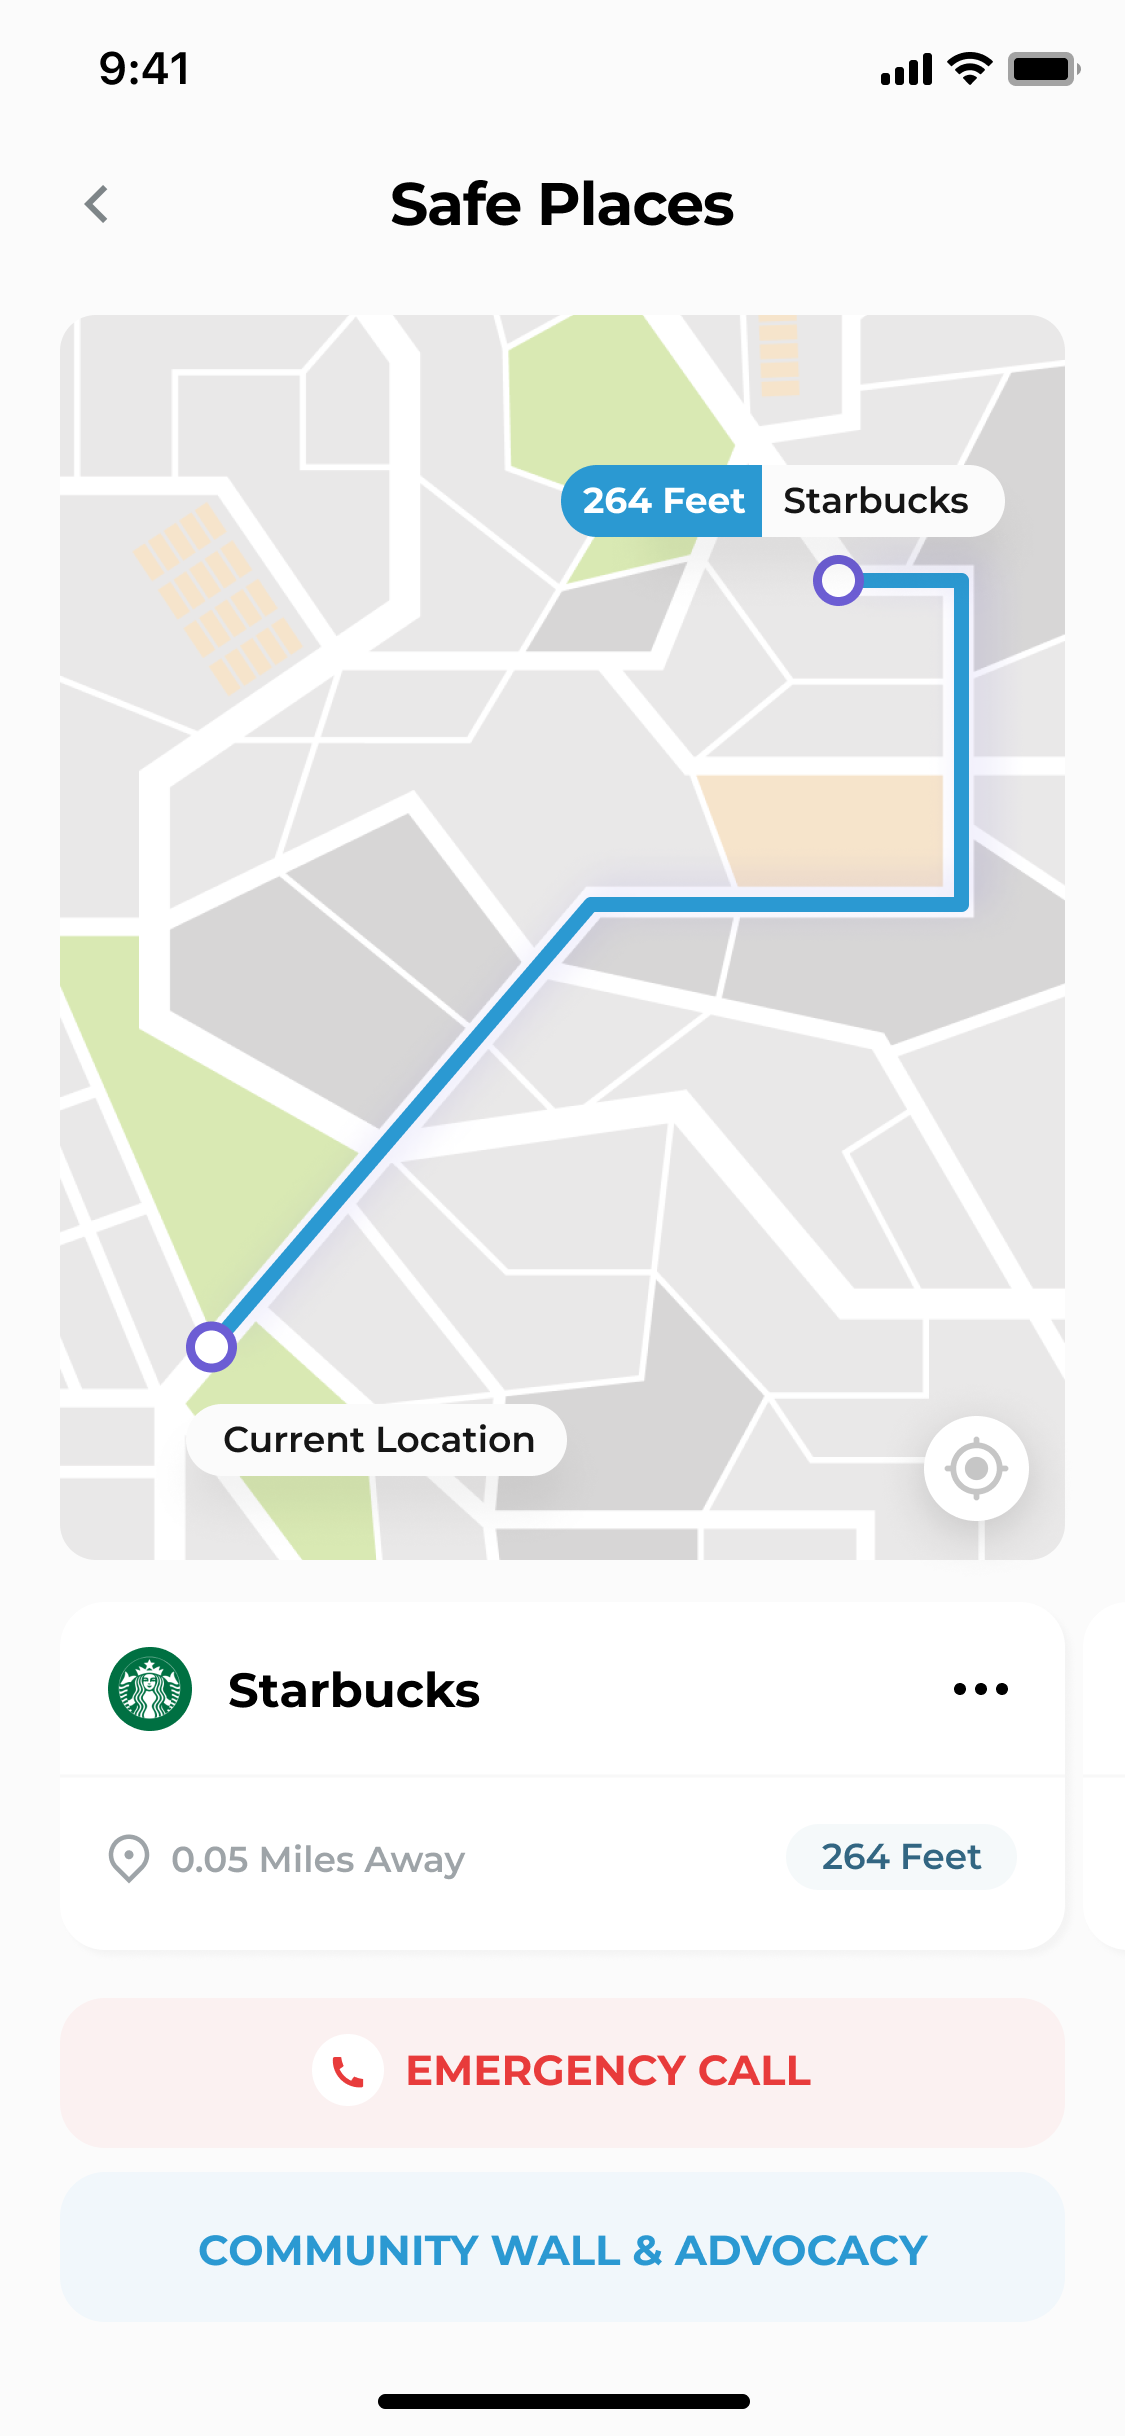 9:41
Safe Places
264 Feet Starbucks
Current Location
Starbucks
0.05 Miles Away
264 Feet
EMERGENCY CALL
COMMUNITY WALL & ADVOCACY